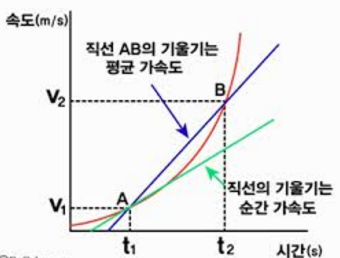 속도(m/s)
직선 AB의 기울기는
평균 가속도
B
V2
직선의 기울기는
순간 가속도
A
V1
t1
t2
시간(s)